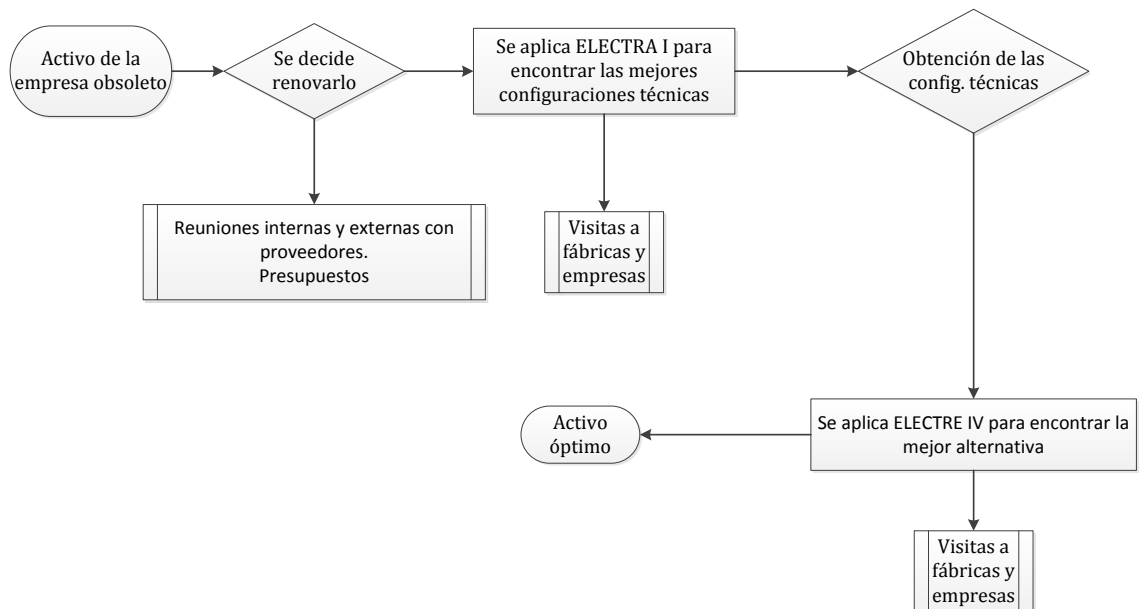 Activo de la
empresa obsoleto
Se decide
renovarlo
Se aplica ELECTRA I para
encontrar las mejores
configuraciones técnicas
Obtención de las
config. técnicas
Reuniones internas y externas con
proveedores.
Presupuestos
Visitas a
fábricas y
empresas
Activo
óptimo
Se aplica ELECTRE IV para encontrar la
mejor alternativa
Visitas a
fábricas y
empresas